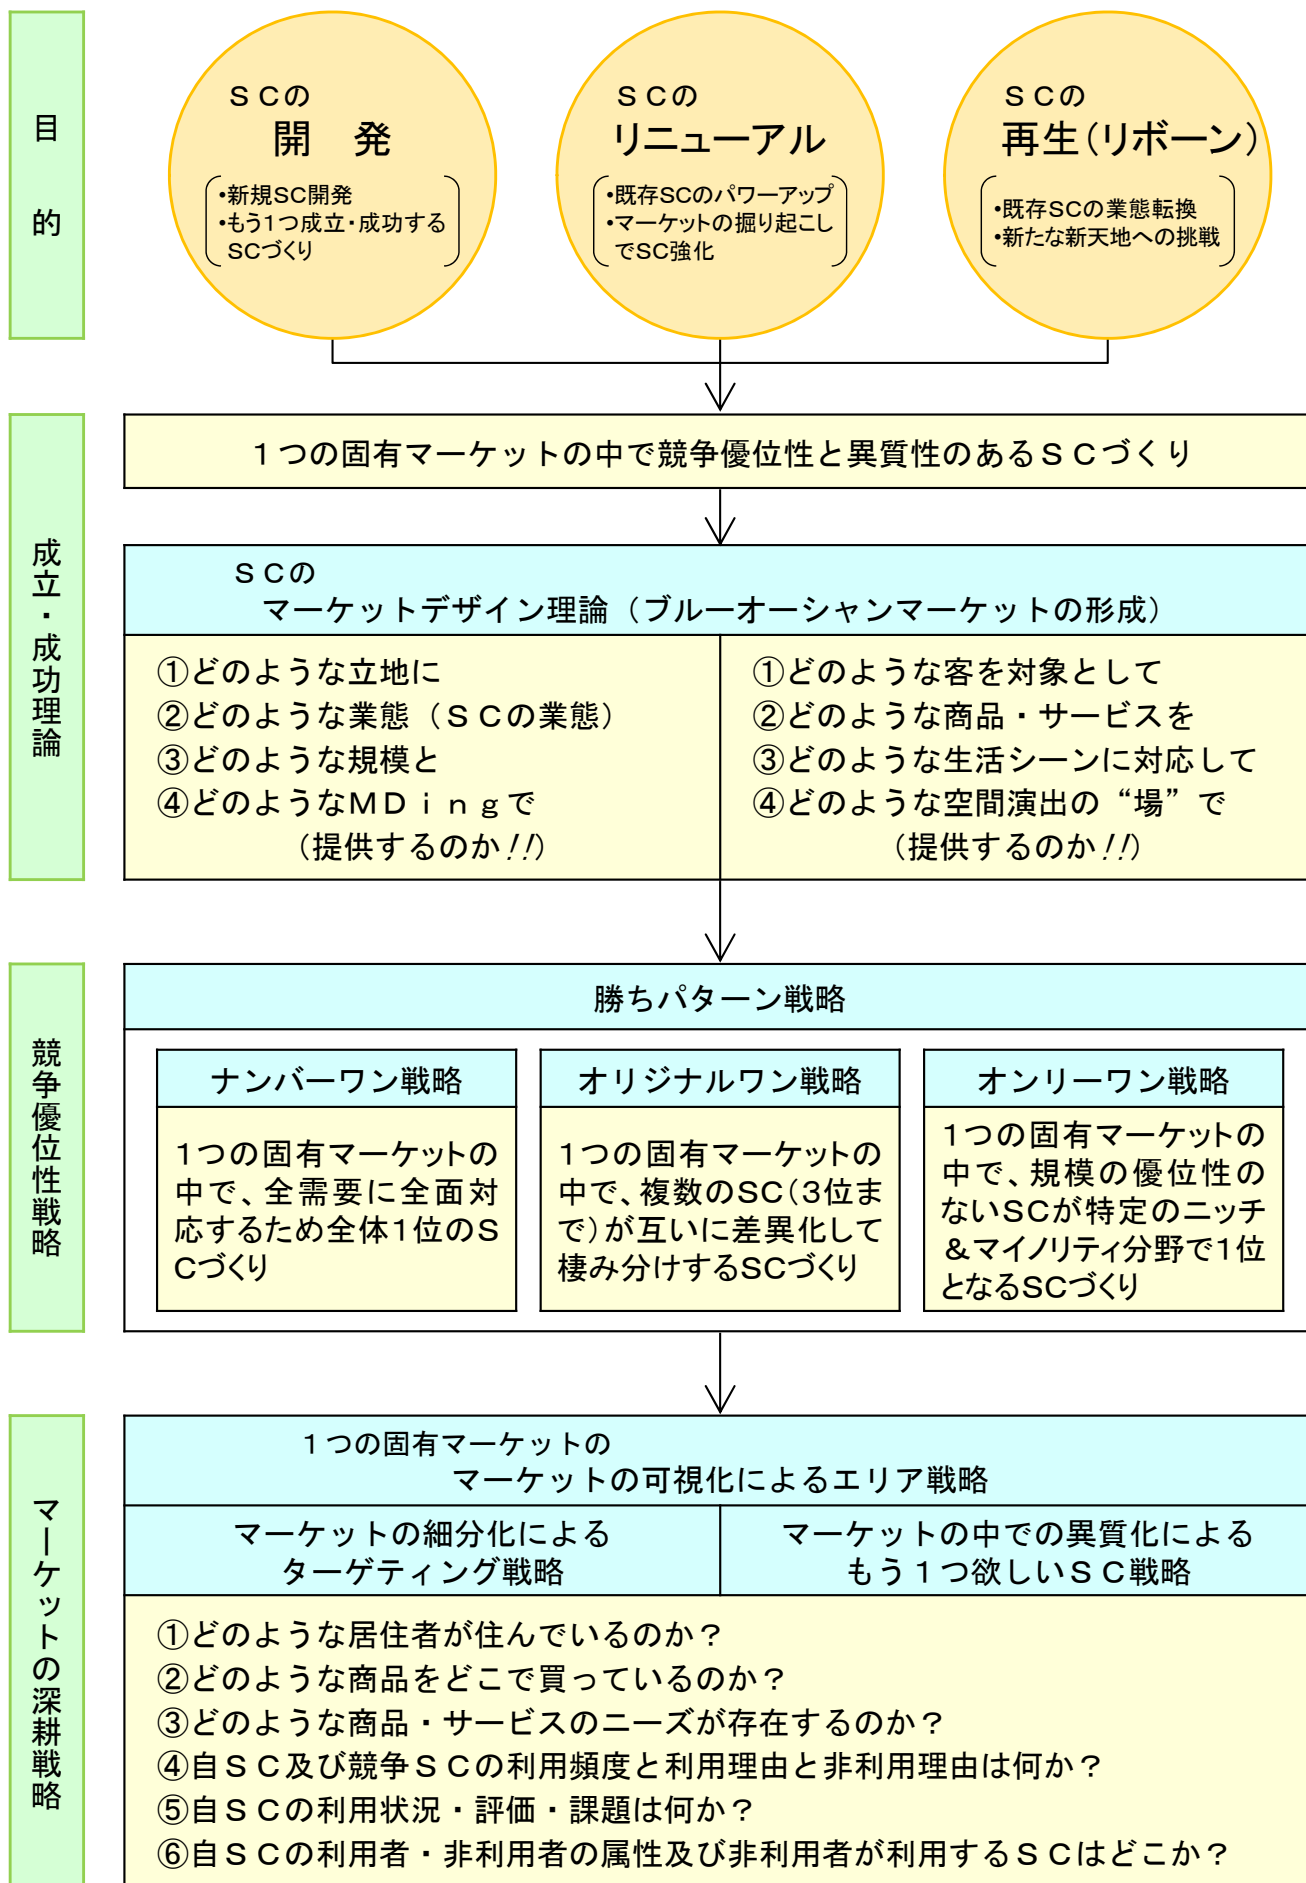 目的
SCの
開　発
•新規SC開発
•もう1つ成立・成功する
SCづくり
SCの
リニューアル
•既存SCのパワーアップ
•マーケットの掘り起こし
でSC強化
SCの
再生(リボーン)
•既存SCの業態転換
•新たな新天地への挑戦
成立・成功理論
１つの固有マーケットの中で競争優位性と異質性のあるＳＣづくり
ＳＣの
マーケットデザイン理論（ブルーオーシャンマーケットの形成）
①どのような立地に
②どのような業態（ＳＣの業態）
③どのような規模と
④どのようなＭＤｉｎｇで
（提供するのか!!）
①どのような客を対象として
②どのような商品・サービスを
③どのような生活シーンに対応して
④どのような空間演出の“場”で
（提供するのか!!）
競争優位性戦略
勝ちパターン戦略
ナンバーワン戦略
1つの固有マーケットの
中で、全需要に全面対
応するため全体1位のS
Cづくり
オリジナルワン戦略
1つの固有マーケットの
中で、複数のSC(3位ま
で)が互いに差異化して
棲み分けするSCづくり
オンリーワン戦略
1つの固有マーケットの
中で、規模の優位性の
ないSCが特定のニッチ
＆マイノリティ分野で1位
となるSCづくり
マーケットの深耕戦略
１つの固有マーケットの
マーケットの可視化によるエリア戦略
マーケットの細分化による
ターゲティング戦略
マーケットの中での異質化による
もう１つ欲しいＳＣ戦略
①どのような居住者が住んでいるのか？
②どのような商品をどこで買っているのか？
③どのような商品・サービスのニーズが存在するのか？
④自ＳＣ及び競争ＳＣの利用頻度と利用理由と非利用理由は何か？
⑤自ＳＣの利用状況・評価・課題は何か？
⑥自ＳＣの利用者・非利用者の属性及び非利用者が利用するＳＣはどこか？